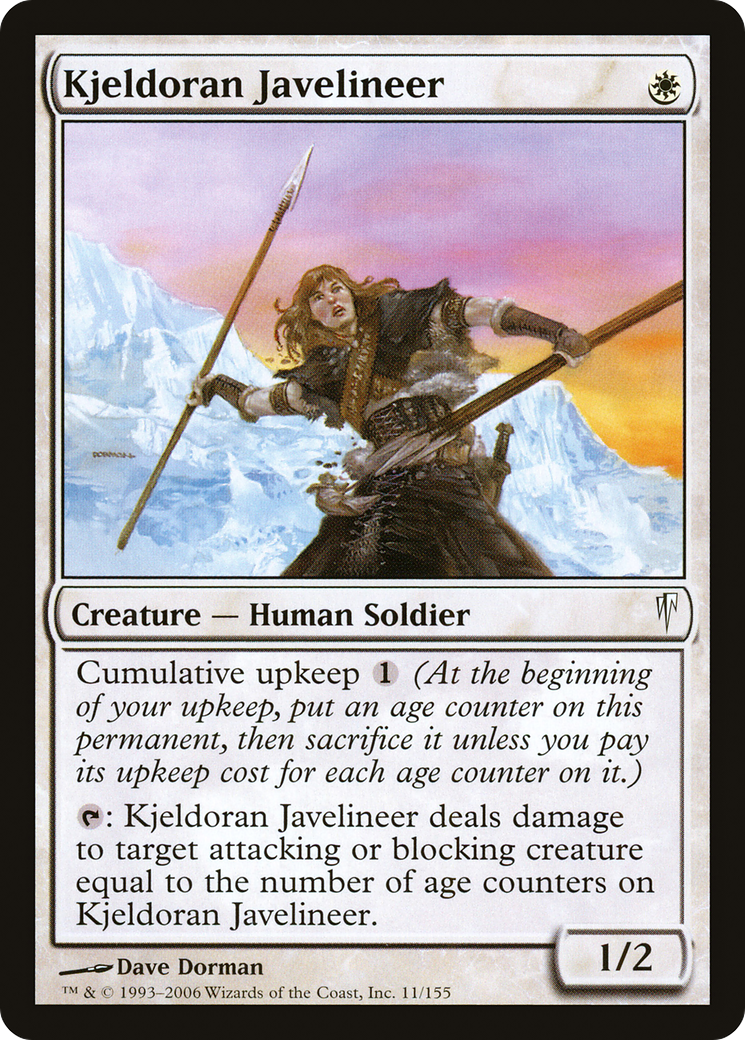 Kjeldoran Javelineer
Creature — Human Soldier
Cumulative upkeep 1 (At the beginning
of your upkeep, put an age counter on this
permanent, then sacrifice it unless you pay
its upkeep cost for each age counter on it.)
: Kjeldoran Javelineer deals damage
to target attacking or blocking creature
equal to the number of age counters on
Kjeldoran Javelineer.
1/2
Dave Dorman
™ & © 1993–2006 Wizards of the Coast, Inc. 11/155